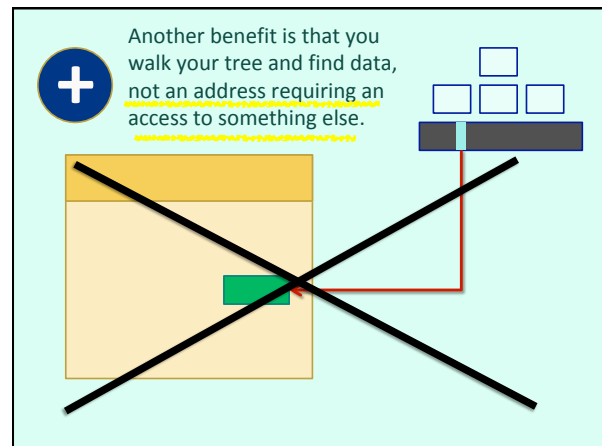 Another benefit is that you
walk your tree and find data,
not an address requiring an
access to something else.